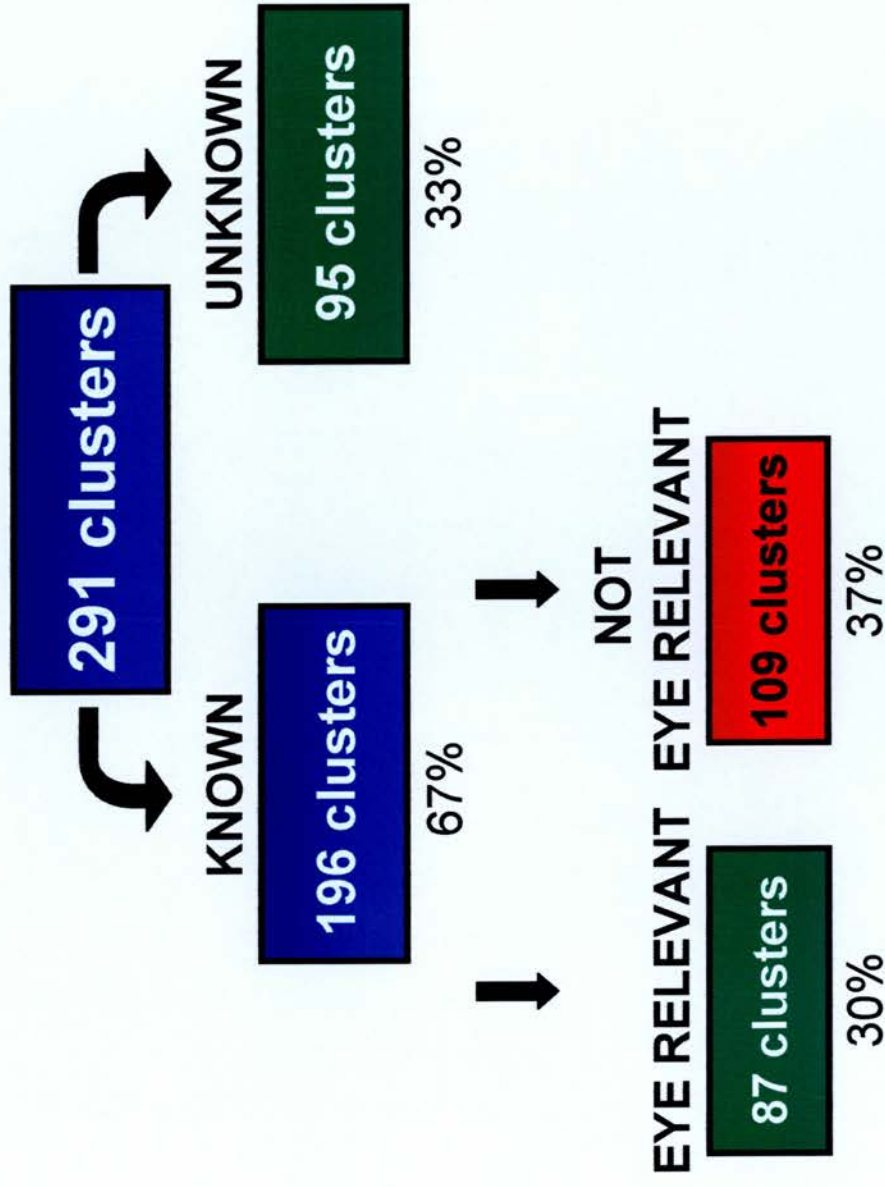 291 clusters
KNOWN
196 clusters
67%
UNKNOWN
95 clusters
33%
EYE RELEVANT
87 clusters
30%
NOT
EYE RELEVANT
109 clusters
37%